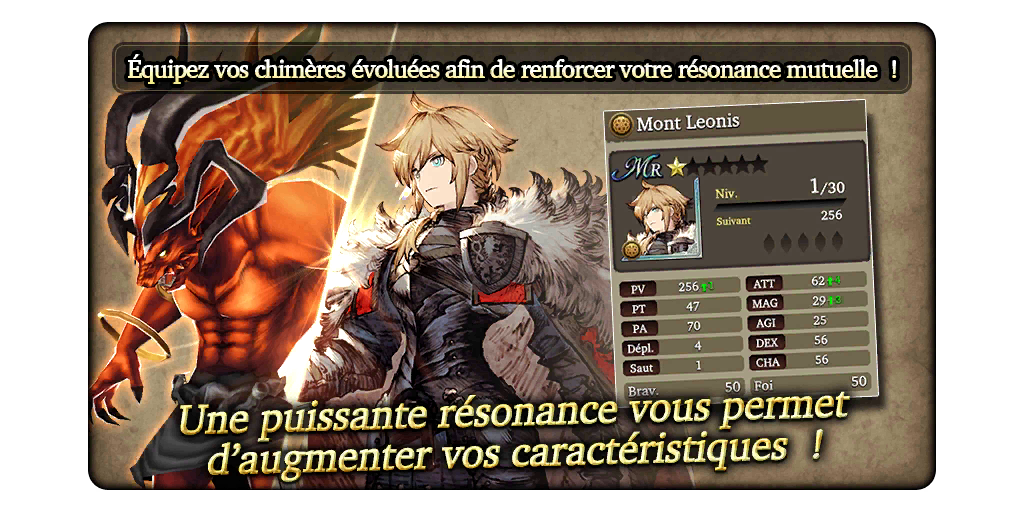 Équipez vos chimères évoluées afin de renforcer votre résonance mutuelle !
Mont Leonis
MR
Niv. 1/30
Suivant 256
PV 256 1 ATT 62 4
PT 47 MAG 29 3
PA 70 AGI 25
Dépl. 4 DEX 56
Saut 1 CHA 56
Brav. 50 Foi 50
Une puissante résonance vous permet
d'augmenter vos caractéristiques !